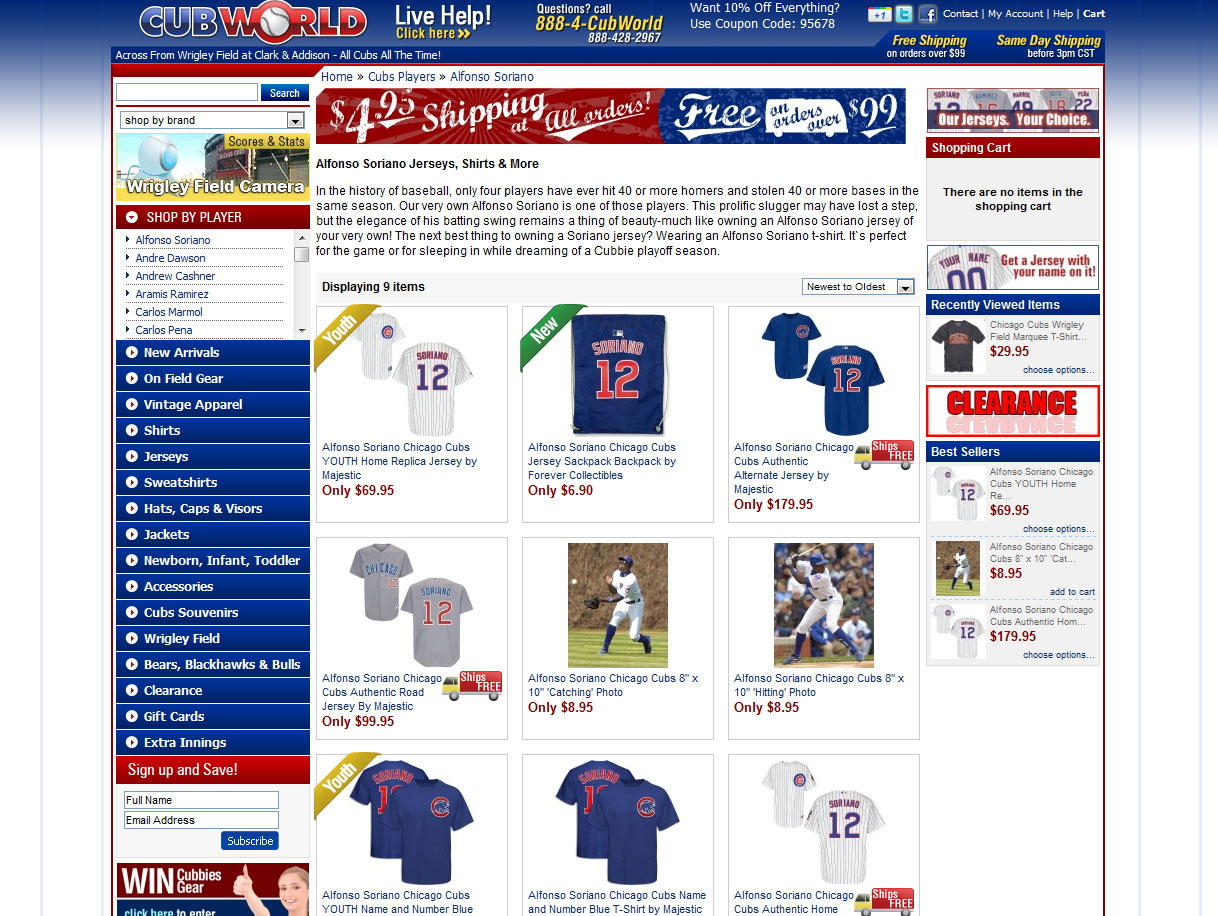 CUBWORLD
Live Help!
Click here
Questions? call
888-4-CubWorld
888-428-2967
Want 10% Off Everything?
Use Coupon Code: 95678
+1
Contact | My Account | Help | Cart
Across From Wrigley Field at Clark & Addison - All Cubs All The Time!
Free Shipping
on orders over $99
Same Day Shipping
before 3pm CST
Search
shop by brand
Scores & Stats
Wrigley Field Camera
SHOP BY PLAYER
Alfonso Soriano
Andre Dawson
Andrew Cashner
Aramis Ramirez
Carlos Marmol
Carlos Pena
New Arrivals
On Field Gear
Vintage Apparel
Shirts
Jerseys
Sweatshirts
Hats, Caps & Visors
Jackets
Newborn, Infant, Toddler
Accessories
Cubs Souvenirs
Wrigley Field
Bears, Blackhawks & Bulls
Clearance
Gift Cards
Extra Innings
Sign up and Save!
Full Name
Email Address
Subscribe
WIN Cubbies
Gear
click here to enter
Home » Cubs Players » Alfonso Soriano
$4.95 Shipping at All orders! Free on orders over $99
Alfonso Soriano Jerseys, Shirts & More
In the history of baseball, only four players have ever hit 40 or more homers and stolen 40 or more bases in the
same season. Our very own Alfonso Soriano is one of those players. This prolific slugger may have lost a step,
but the elegance of his batting swing remains a thing of beauty-much like owning an Alfonso Soriano jersey of
your very own! The next best thing to owning a Soriano jersey? Wearing an Alfonso Soriano t-shirt. It`s perfect
for the game or for sleeping in while dreaming of a Cubbie playoff season.
Displaying 9 items
Newest to Oldest
Youth
SORIANO
12
Alfonso Soriano Chicago Cubs
YOUTH Home Replica Jersey by
Majestic
Only $69.95
New
SORIANO
12
Alfonso Soriano Chicago Cubs
Jersey Sackpack Backpack by
Forever Collectibles
Only $6.90
SORIANO
12
Alfonso Soriano Chicago
Cubs Authentic
Alternate Jersey by
Majestic
Only $179.95
Ships
FREE
CHICAGO
12
SORIANO
12
Alfonso Soriano Chicago
Cubs Authentic Road
Jersey By Majestic
Only $99.95
Ships
FREE
Alfonso Soriano Chicago Cubs 8" x
10" 'Catching' Photo
Only $8.95
Alfonso Soriano Chicago Cubs 8" x
10" 'Hitting' Photo
Only $8.95
Youth
SORIANO
Alfonso Soriano Chicago Cubs
YOUTH Name and Number Blue
SORIANO
Alfonso Soriano Chicago Cubs Name
and Number Blue T-Shirt by Majestic
SORIANO
12
Alfonso Soriano Chicago
Cubs Authentic Home
Ships
FREE
SORIANO RAMIREZ
Our Jerseys. Your Choice.
Shopping Cart
There are no items in the
shopping cart
YOUR NAME
00
Get a Jersey with
your name on it!
Recently Viewed Items
Chicago Cubs Wrigley
Field Marquee T-Shirt...
$29.95
choose options...
CLEARANCE
Best Sellers
Alfonso Soriano Chicago
Cubs YOUTH Home
Re...
$69.95
choose options...
Alfonso Soriano Chicago
Cubs 8" x 10" 'Cat...
$8.95
add to cart
Alfonso Soriano Chicago
Cubs Authentic Hom...
$179.95
choose options...